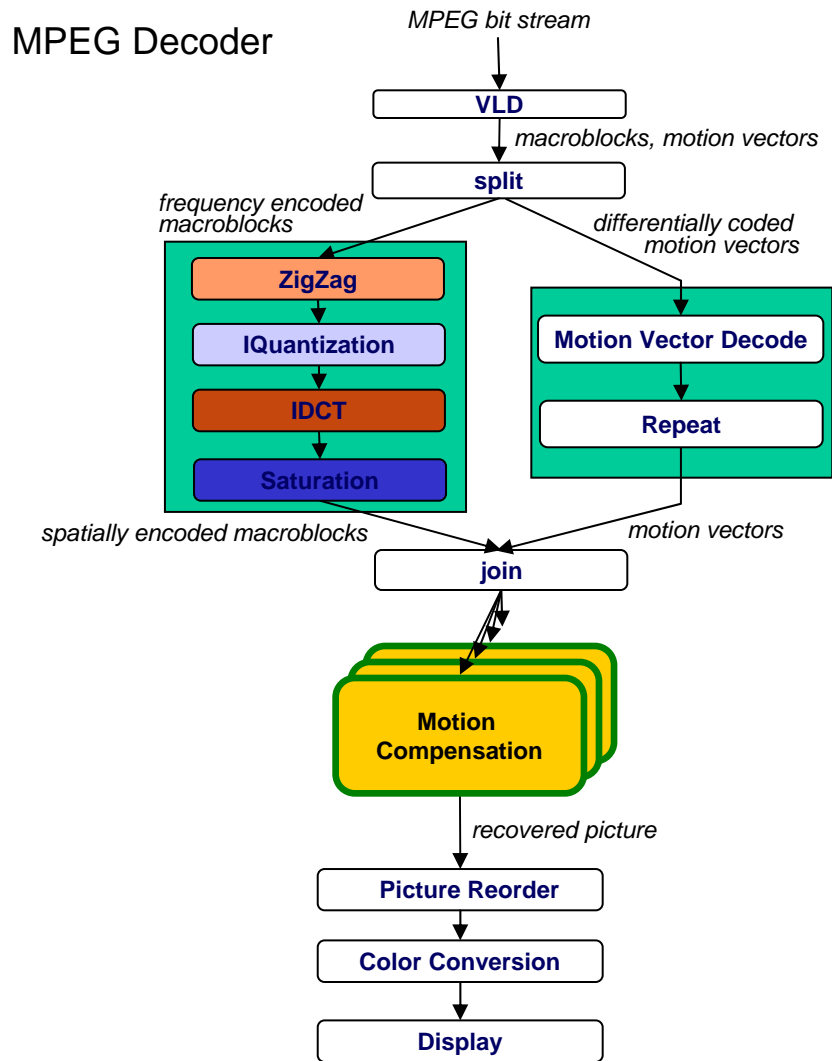 MPEG Decoder
MPEG bit stream
VLD
macroblocks, motion vectors
split
frequency encoded
macroblocks
differentially coded
motion vectors
ZigZag
IQuantization
IDCT
Saturation
Motion Vector Decode
Repeat
spatially encoded macroblocks
motion vectors
join
Motion
Compensation
recovered picture
Picture Reorder
Color Conversion
Display